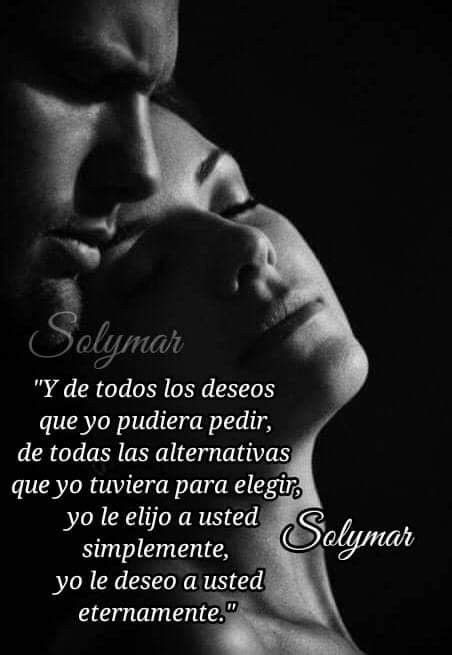 Solymar
"Y de todos los deseos
que yo pudiera pedir,
de todas las alternativas
que yo tuviera para elegir,
yo le elijo a usted
simplemente,
Solymar
yo le deseo a usted
eternamente."